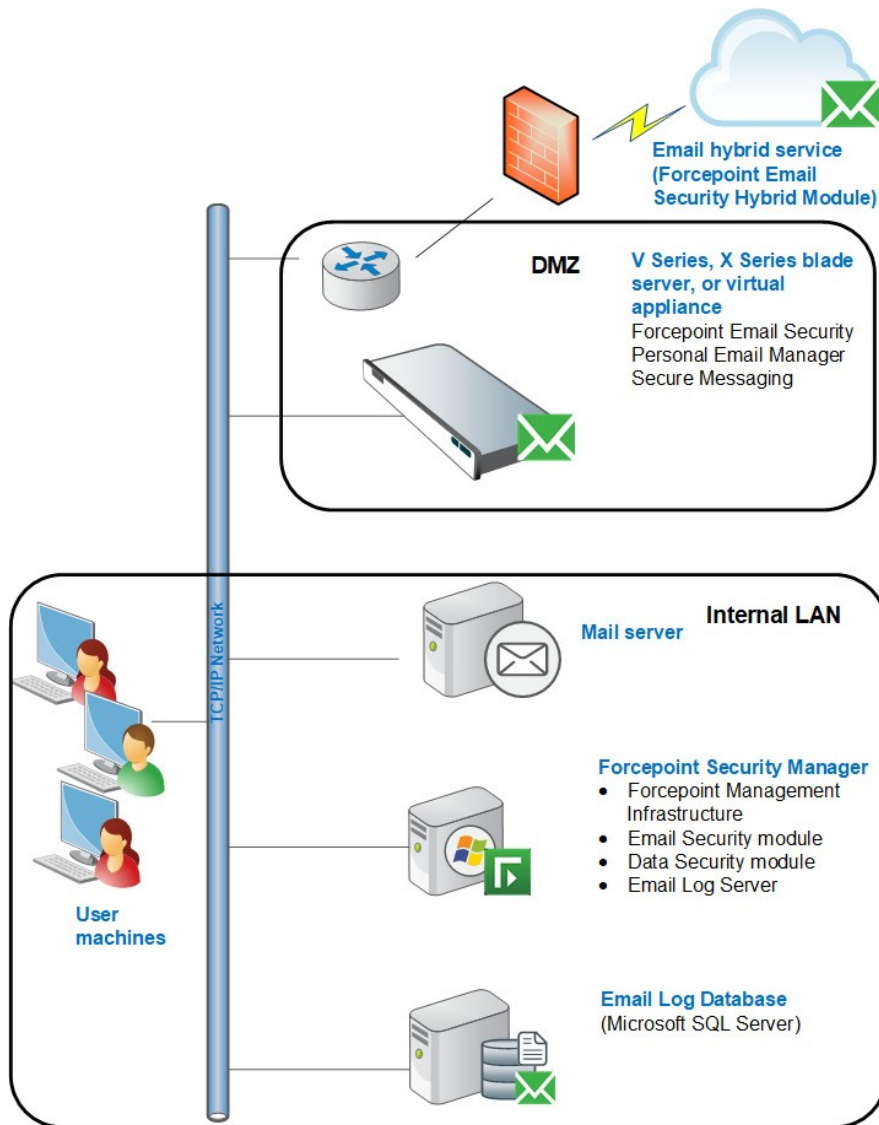 Email hybrid service
(Forcepoint Email
Security Hybrid Module)
DMZ
V Series, X Series blade
server, or virtual
appliance
Forcepoint Email Security
Personal Email Manager
Secure Messaging
TCP/IP Network
Internal LAN
Mail server
Forcepoint Security Manager
• Forcepoint Management
Infrastructure
• Email Security module
• Data Security module
• Email Log Server
User
machines
Email Log Database
(Microsoft SQL Server)